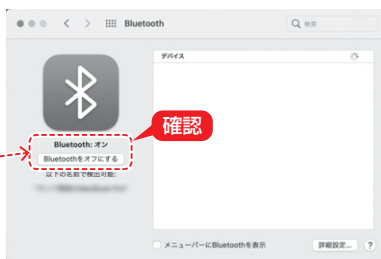 Bluetooth
検索
デバイス
確認
Bluetooth: オン
Bluetoothをオフにする
以下の名前で検出可能:
メニューバーにBluetoothを表示
詳細設定...
?